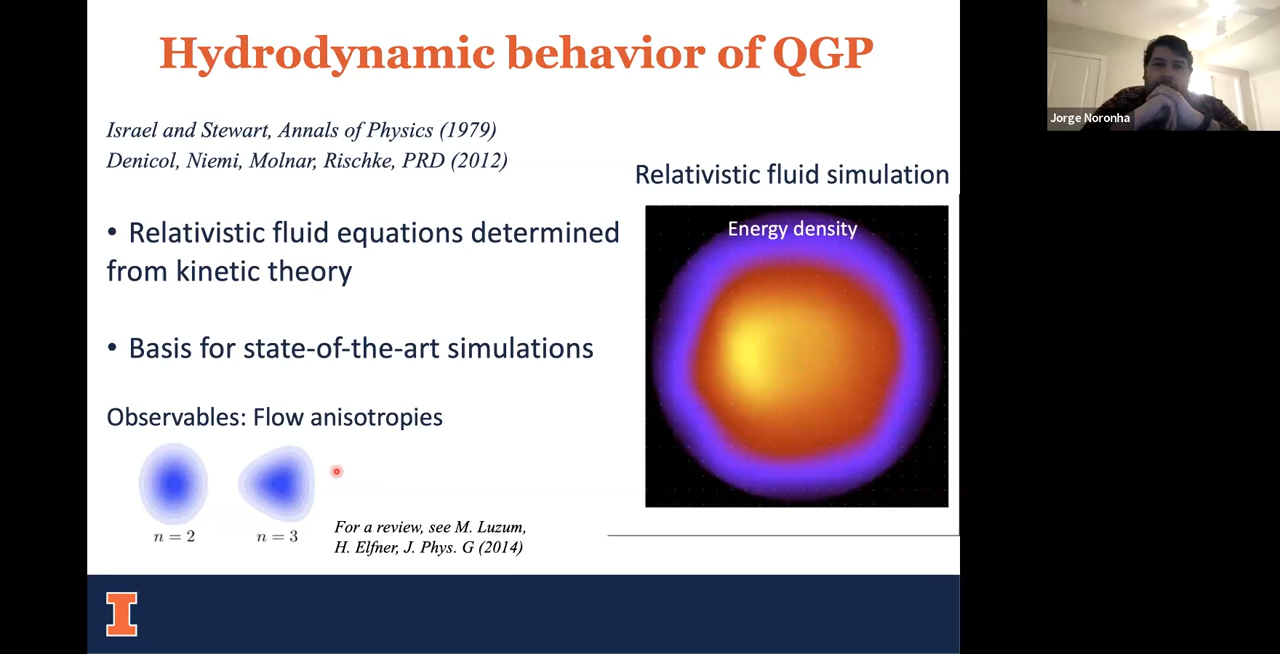 Hydrodynamic behavior of QGP
Israel and Stewart, Annals of Physics (1979)
Denicol, Niemi, Molnar, Rischke, PRD (2012)
Relativistic fluid simulation
• Relativistic fluid equations determined
from kinetic theory
• Basis for state-of-the-art simulations
Energy density
Observables: Flow anisotropies
n = 2
n = 3
For a review, see M. Luzum,
H. Elfner, J. Phys. G (2014)
I
Jorge Noronha